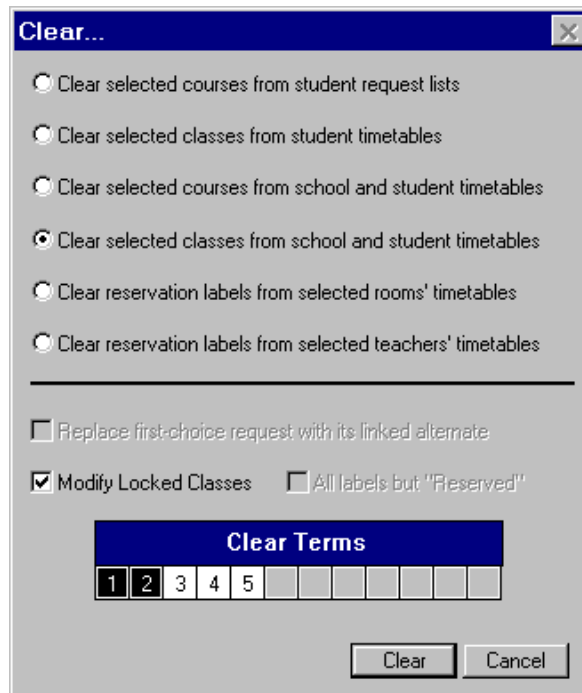 Clear...
Clear selected courses from student request lists
Clear selected classes from student timetables
Clear selected courses from school and student timetables
Clear selected classes from school and student timetables
Clear reservation labels from selected rooms' timetables
Clear reservation labels from selected teachers' timetables
Replace first-choice request with its linked alternate
Modify Locked Classes All labels but "Reserved"
Clear Terms
1 2 3 4 5
Clear Cancel